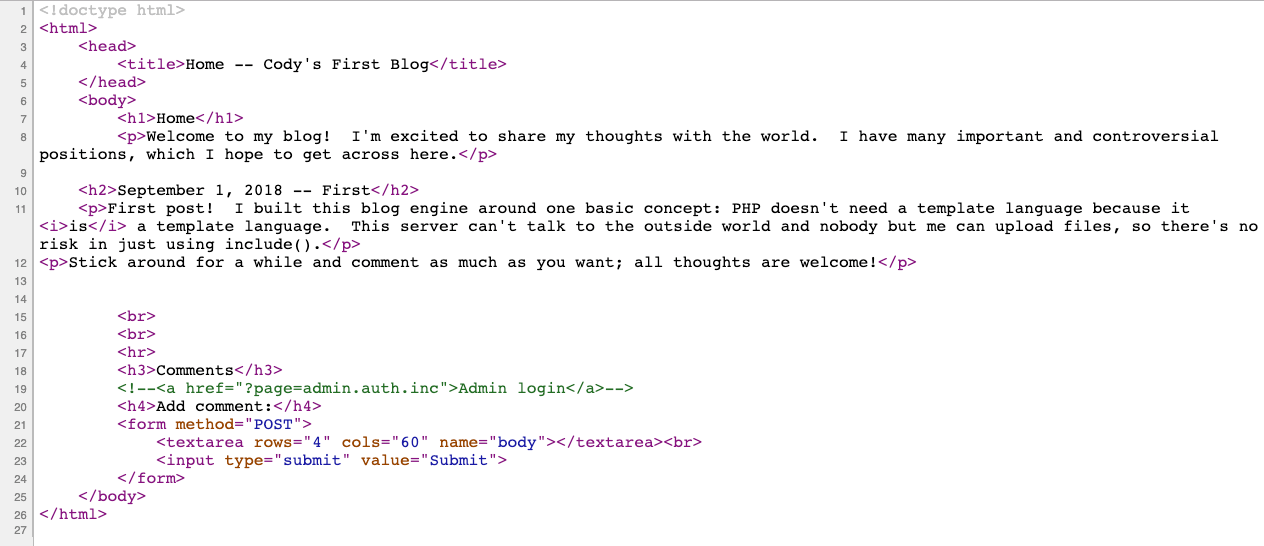 1 <!doctype html>
2 <html>
3     <head>
4         <title>Home -- Cody's First Blog</title>
5     </head>
6     <body>
7         <h1>Home</h1>
8         <p>Welcome to my blog!  I'm excited to share my thoughts with the world.  I have many important and controversial
positions, which I hope to get across here.</p>
9
10     <h2>September 1, 2018 -- First</h2>
11     <p>First post!  I built this blog engine around one basic concept: PHP doesn't need a template language because it
<i>is</i> a template language.  This server can't talk to the outside world and nobody but me can upload files, so there's no
risk in just using include().</p>
12 <p>Stick around for a while and comment as much as you want; all thoughts are welcome!</p>
13
14
15         <br>
16         <br>
17         <hr>
18         <h3>Comments</h3>
19         <!--<a href="?page=admin.auth.inc">Admin login</a>-->
20         <h4>Add comment:</h4>
21         <form method="POST">
22             <textarea rows="4" cols="60" name="body"></textarea><br>
23             <input type="submit" value="Submit">
24         </form>
25     </body>
26 </html>
27